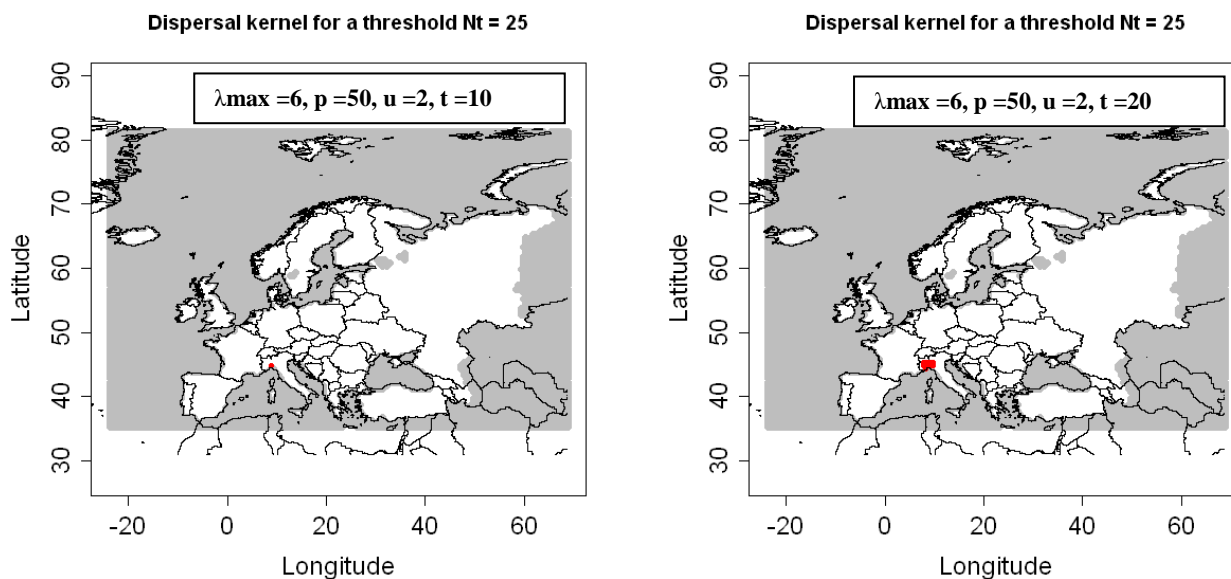 Dispersal kernel for a threshold Nt = 25
λmax =6, p =50, u =2, t =10
90
80
70
60
50
40
30
Latitude
-20 0 20 40 60
Longitude
Dispersal kernel for a threshold Nt = 25
λmax =6, p =50, u =2, t =20
90
80
70
60
50
40
30
Latitude
-20 0 20 40 60
Longitude